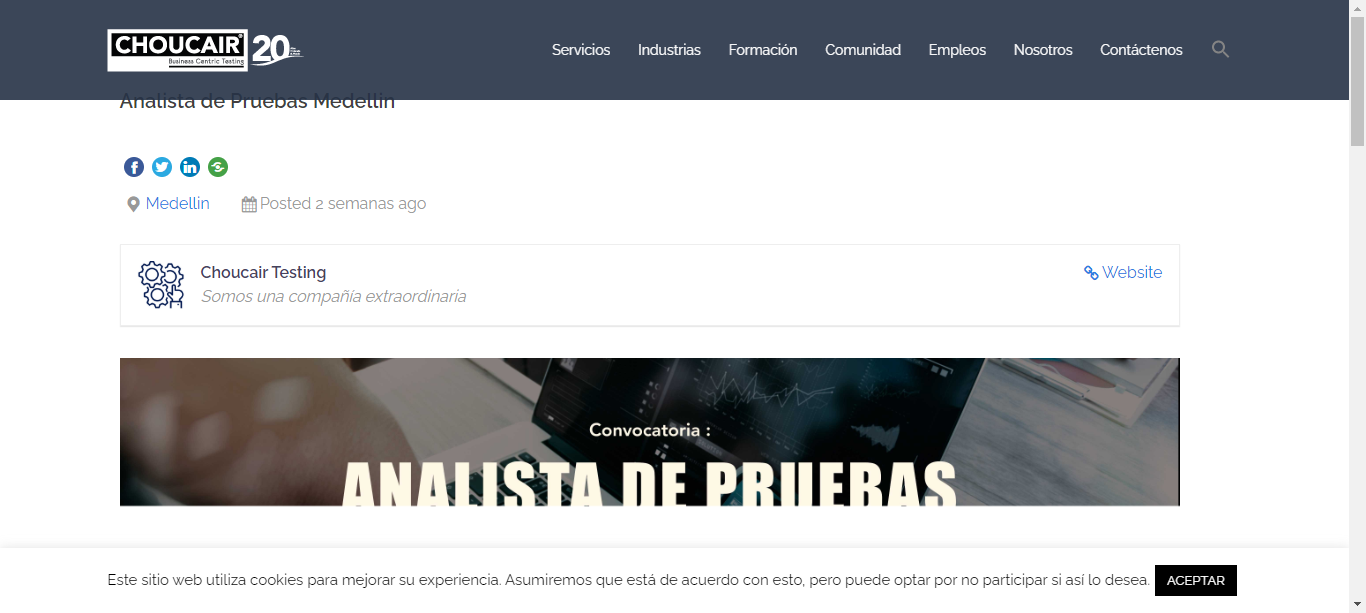 CHOUCAIR®
Business Centric Testing
20
Servicios Industrias Formación Comunidad Empleos Nosotros Contáctenos
Analista de Pruebas Medellin
Medellin Posted 2 semanas ago
Choucair Testing
Website
Somos una compañía extraordinaria
Convocatoria :
ANALISTA DE PRUEBAS
Este sitio web utiliza cookies para mejorar su experiencia. Asumiremos que está de acuerdo con esto, pero puede optar por no participar si así lo desea. ACEPTAR